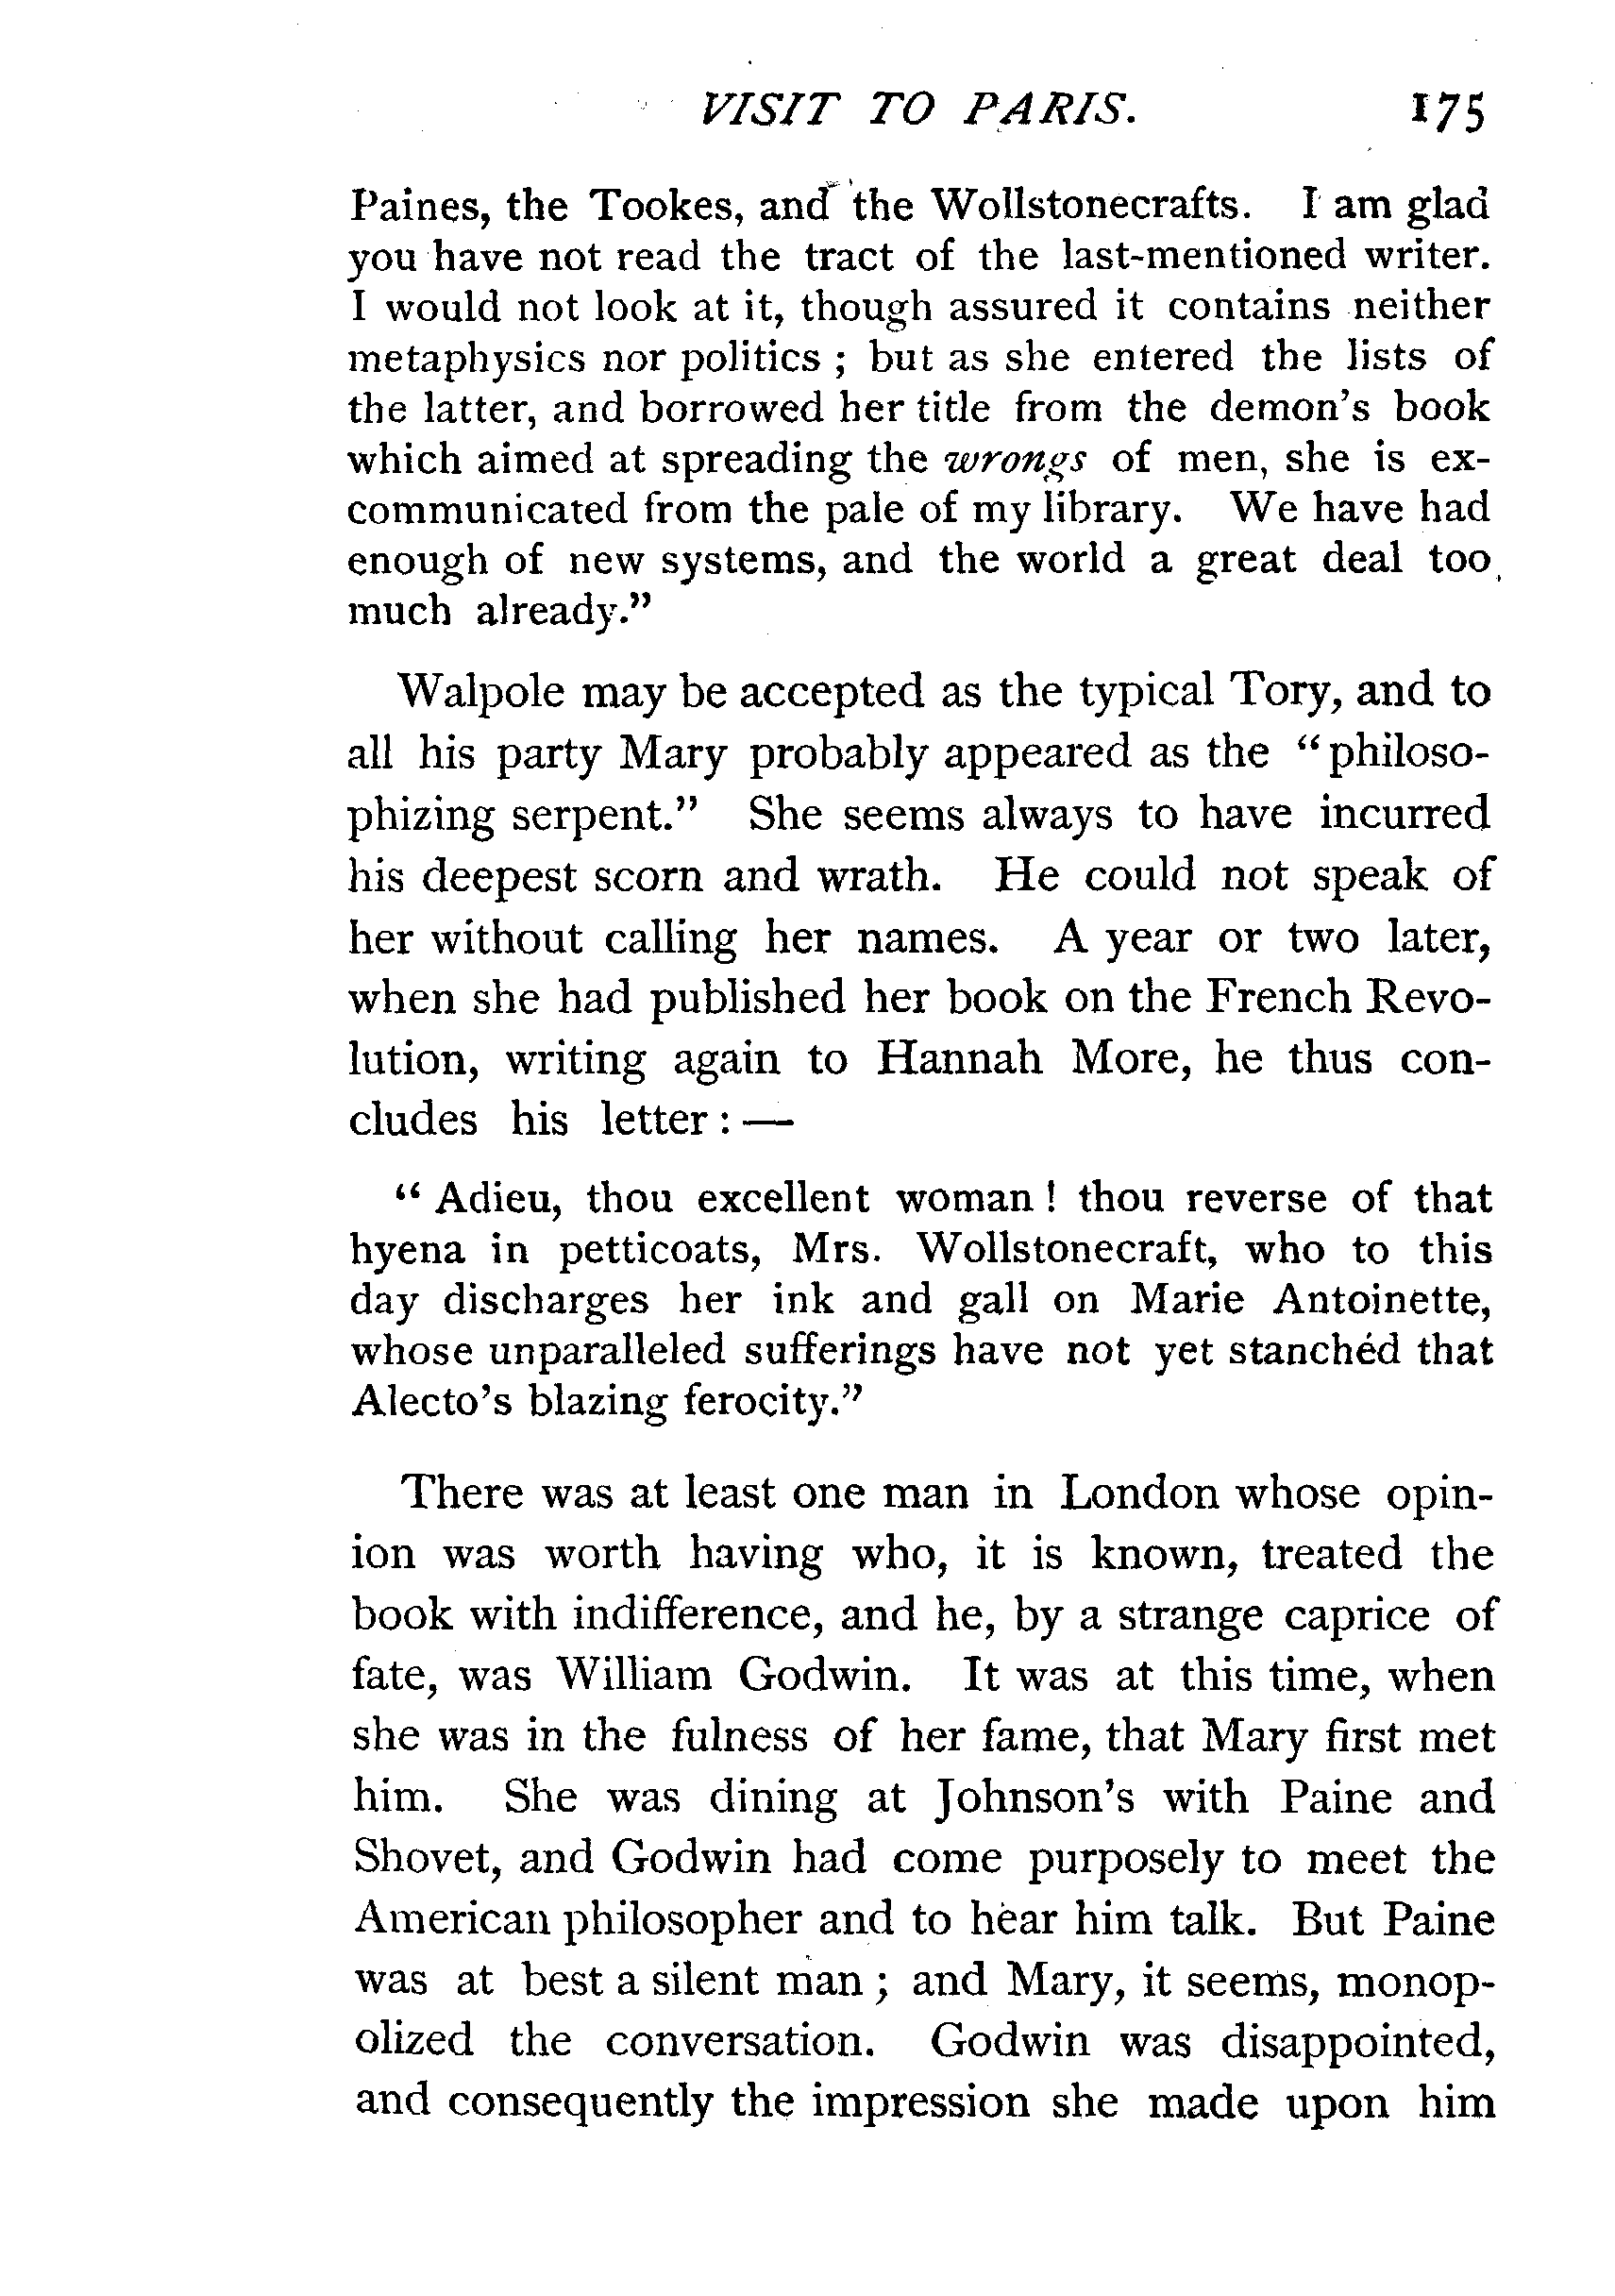 VISIT TO PARIS. 175
Paines, the Tookes, and the Wollstonecrafts. I am glad
you have not read the tract of the last-mentioned writer.
I would not look at it, though assured it contains neither
metaphysics nor politics ; but as she entered the lists of
the latter, and borrowed her title from the demon's book
which aimed at spreading the wrongs of men, she is ex-
communicated from the pale of my library. We have had
enough of new systems, and the world a great deal too
much already."
Walpole may be accepted as the typical Tory, and to
all his party Mary probably appeared as the "philoso-
phizing serpent." She seems always to have incurred
his deepest scorn and wrath. He could not speak of
her without calling her names. A year or two later,
when she had published her book on the French Revo-
lution, writing again to Hannah More, he thus con-
cludes his letter : —
" Adieu, thou excellent woman ! thou reverse of that
hyena in petticoats, Mrs. Wollstonecraft, who to this
day discharges her ink and gall on Marie Antoinette,
whose unparalleled sufferings have not yet stanchéd that
Alecto's blazing ferocity."
There was at least one man in London whose opin-
ion was worth having who, it is known, treated the
book with indifference, and he, by a strange caprice of
fate, was William Godwin. It was at this time, when
she was in the fulness of her fame, that Mary first met
him. She was dining at Johnson's with Paine and
Shovet, and Godwin had come purposely to meet the
American philosopher and to hear him talk. But Paine
was at best a silent man ; and Mary, it seems, monop-
olized the conversation. Godwin was disappointed,
and consequently the impression she made upon him